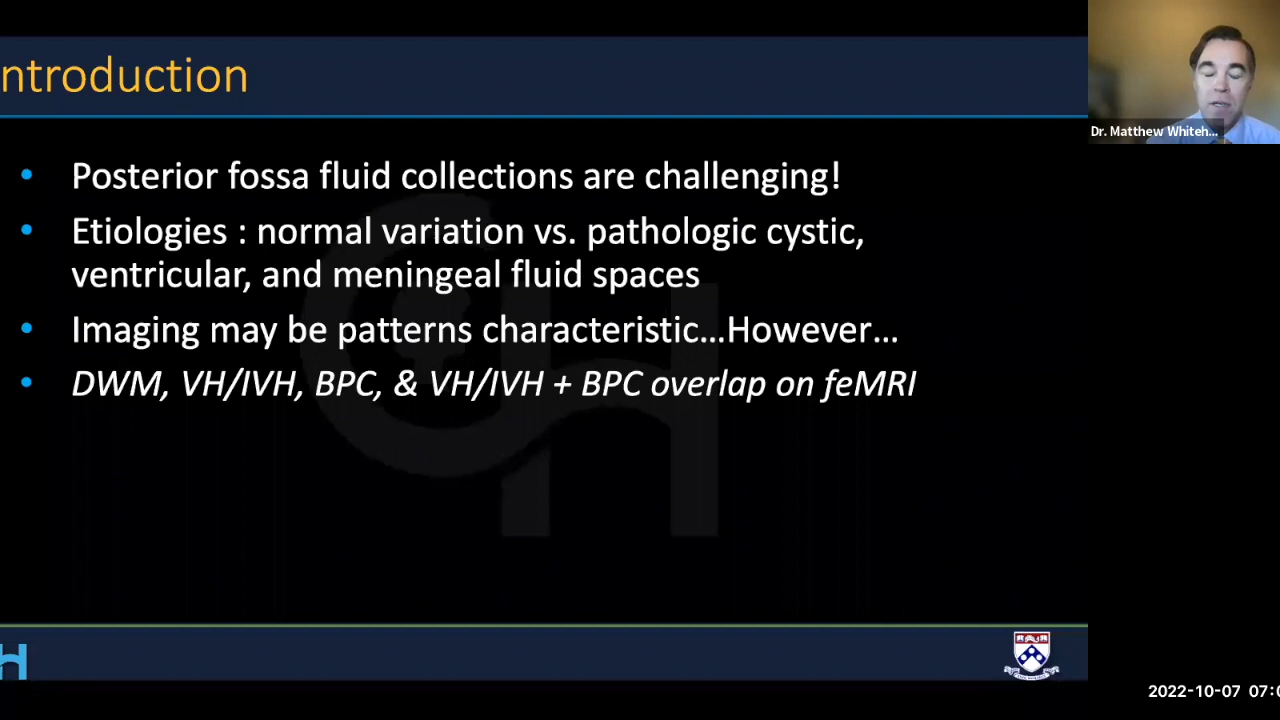 ntroduction
Dr. Matthew Whiteh...
• Posterior fossa fluid collections are challenging!
• Etiologies : normal variation vs. pathologic cystic,
ventricular, and meningeal fluid spaces
• Imaging may be patterns characteristic…However…
• DWM, VH/IVH, BPC, & VH/IVH + BPC overlap on feMRI
H
2022-10-07 07:0